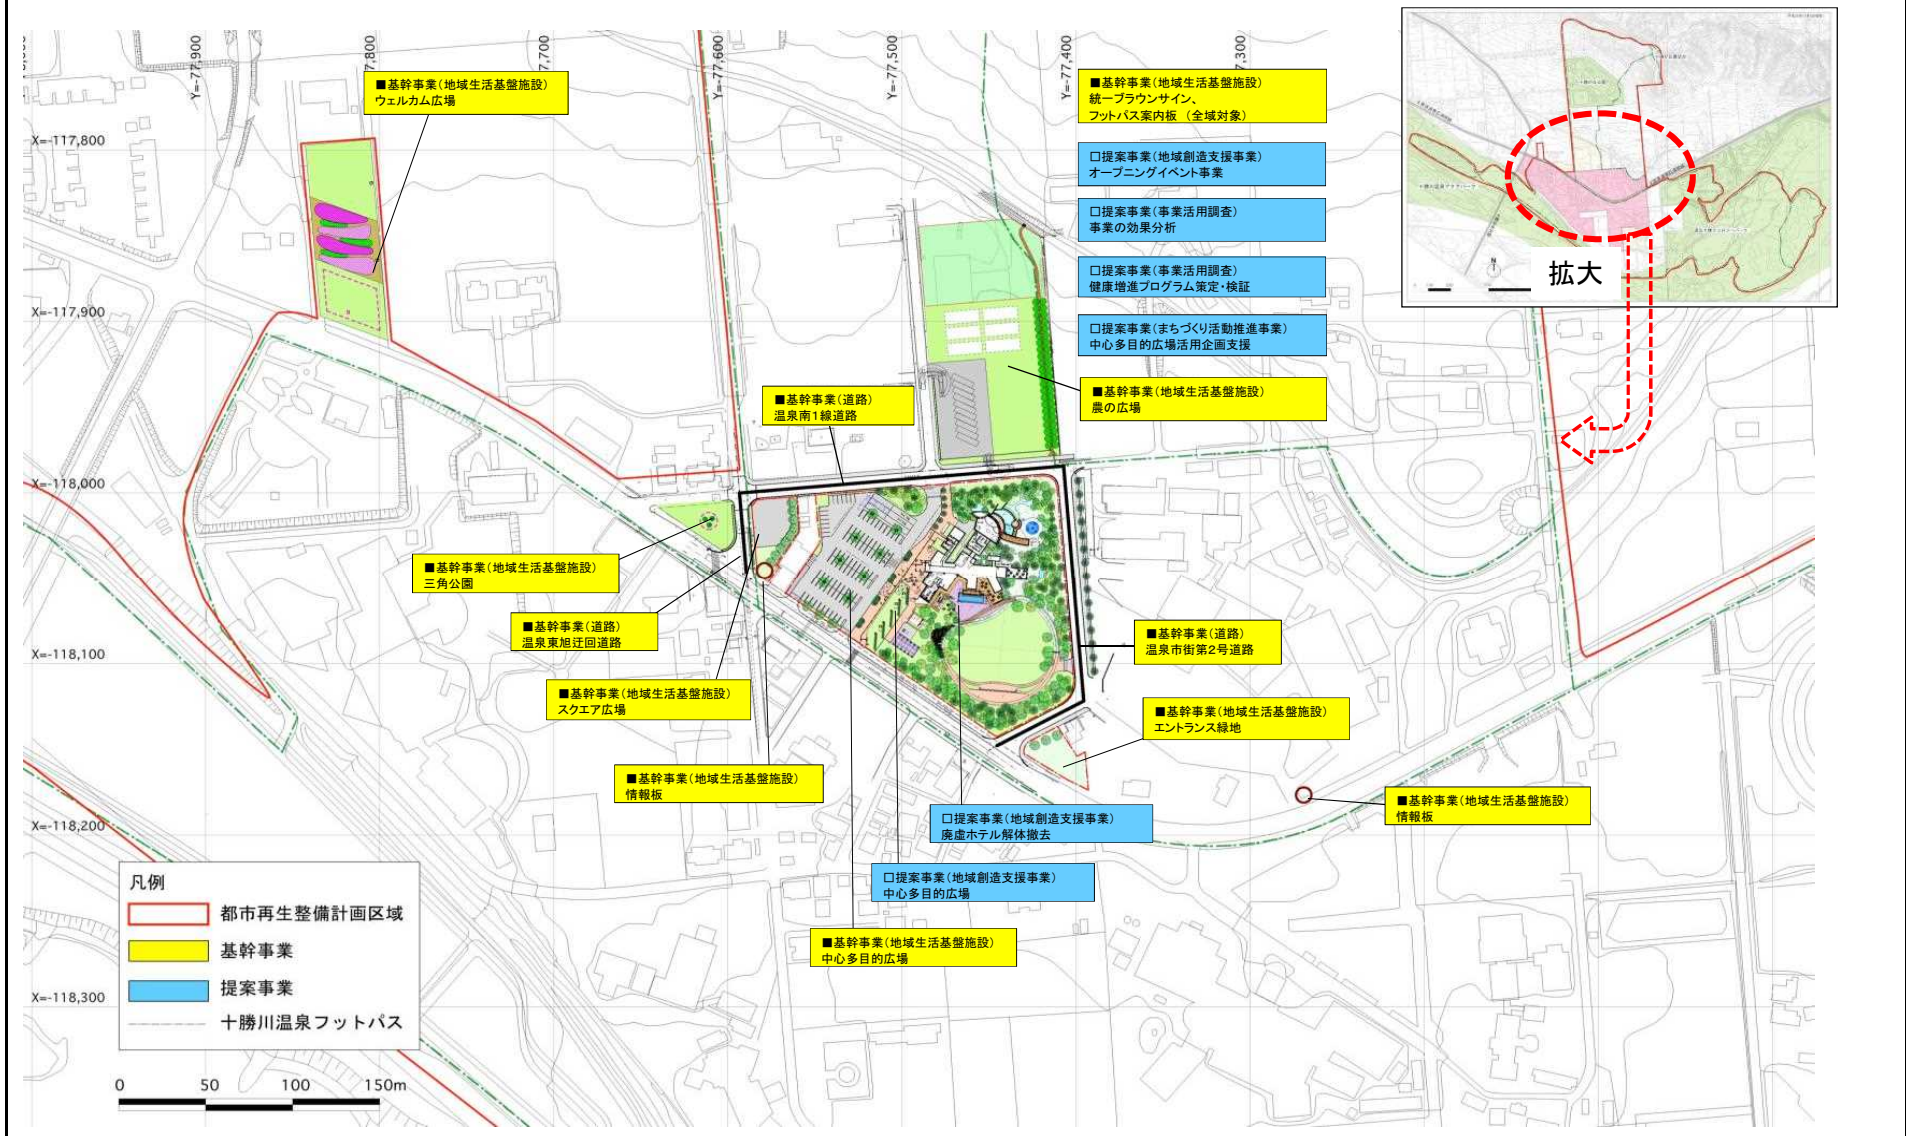 Y=-77,900
7,800
7,700
Y=-77,600
Y=-77,500
Y=-77,400
7,300
X=-117,800
X=-117,900
X=-118,000
X=-118,100
X=-118,200
X=-118,300
■基幹事業(地域生活基盤施設)
ウェルカム広場
■基幹事業(地域生活基盤施設)
統一ブラウンサイン、
フットパス案内板 (全域対象)
□提案事業(地域創造支援事業)
オープニングイベント事業
□提案事業(事業活用調査)
事業の効果分析
□提案事業(事業活用調査)
健康増進プログラム策定・検証
□提案事業(まちづくり活動推進事業)
中心多目的広場活用企画支援
■基幹事業(地域生活基盤施設)
農の広場
■基幹事業(道路)
温泉南1線道路
■基幹事業(地域生活基盤施設)
三角公園
■基幹事業(道路)
温泉東旭迂回道路
■基幹事業(道路)
温泉市街第2号道路
■基幹事業(地域生活基盤施設)
スクエア広場
■基幹事業(地域生活基盤施設)
エントランス緑地
■基幹事業(地域生活基盤施設)
情報板
■基幹事業(地域生活基盤施設)
情報板
□提案事業(地域創造支援事業)
廃虚ホテル解体撤去
□提案事業(地域創造支援事業)
中心多目的広場
■基幹事業(地域生活基盤施設)
中心多目的広場
拡大
N
凡例
都市再生整備計画区域
基幹事業
提案事業
十勝川温泉フットパス
0 50 100 150m